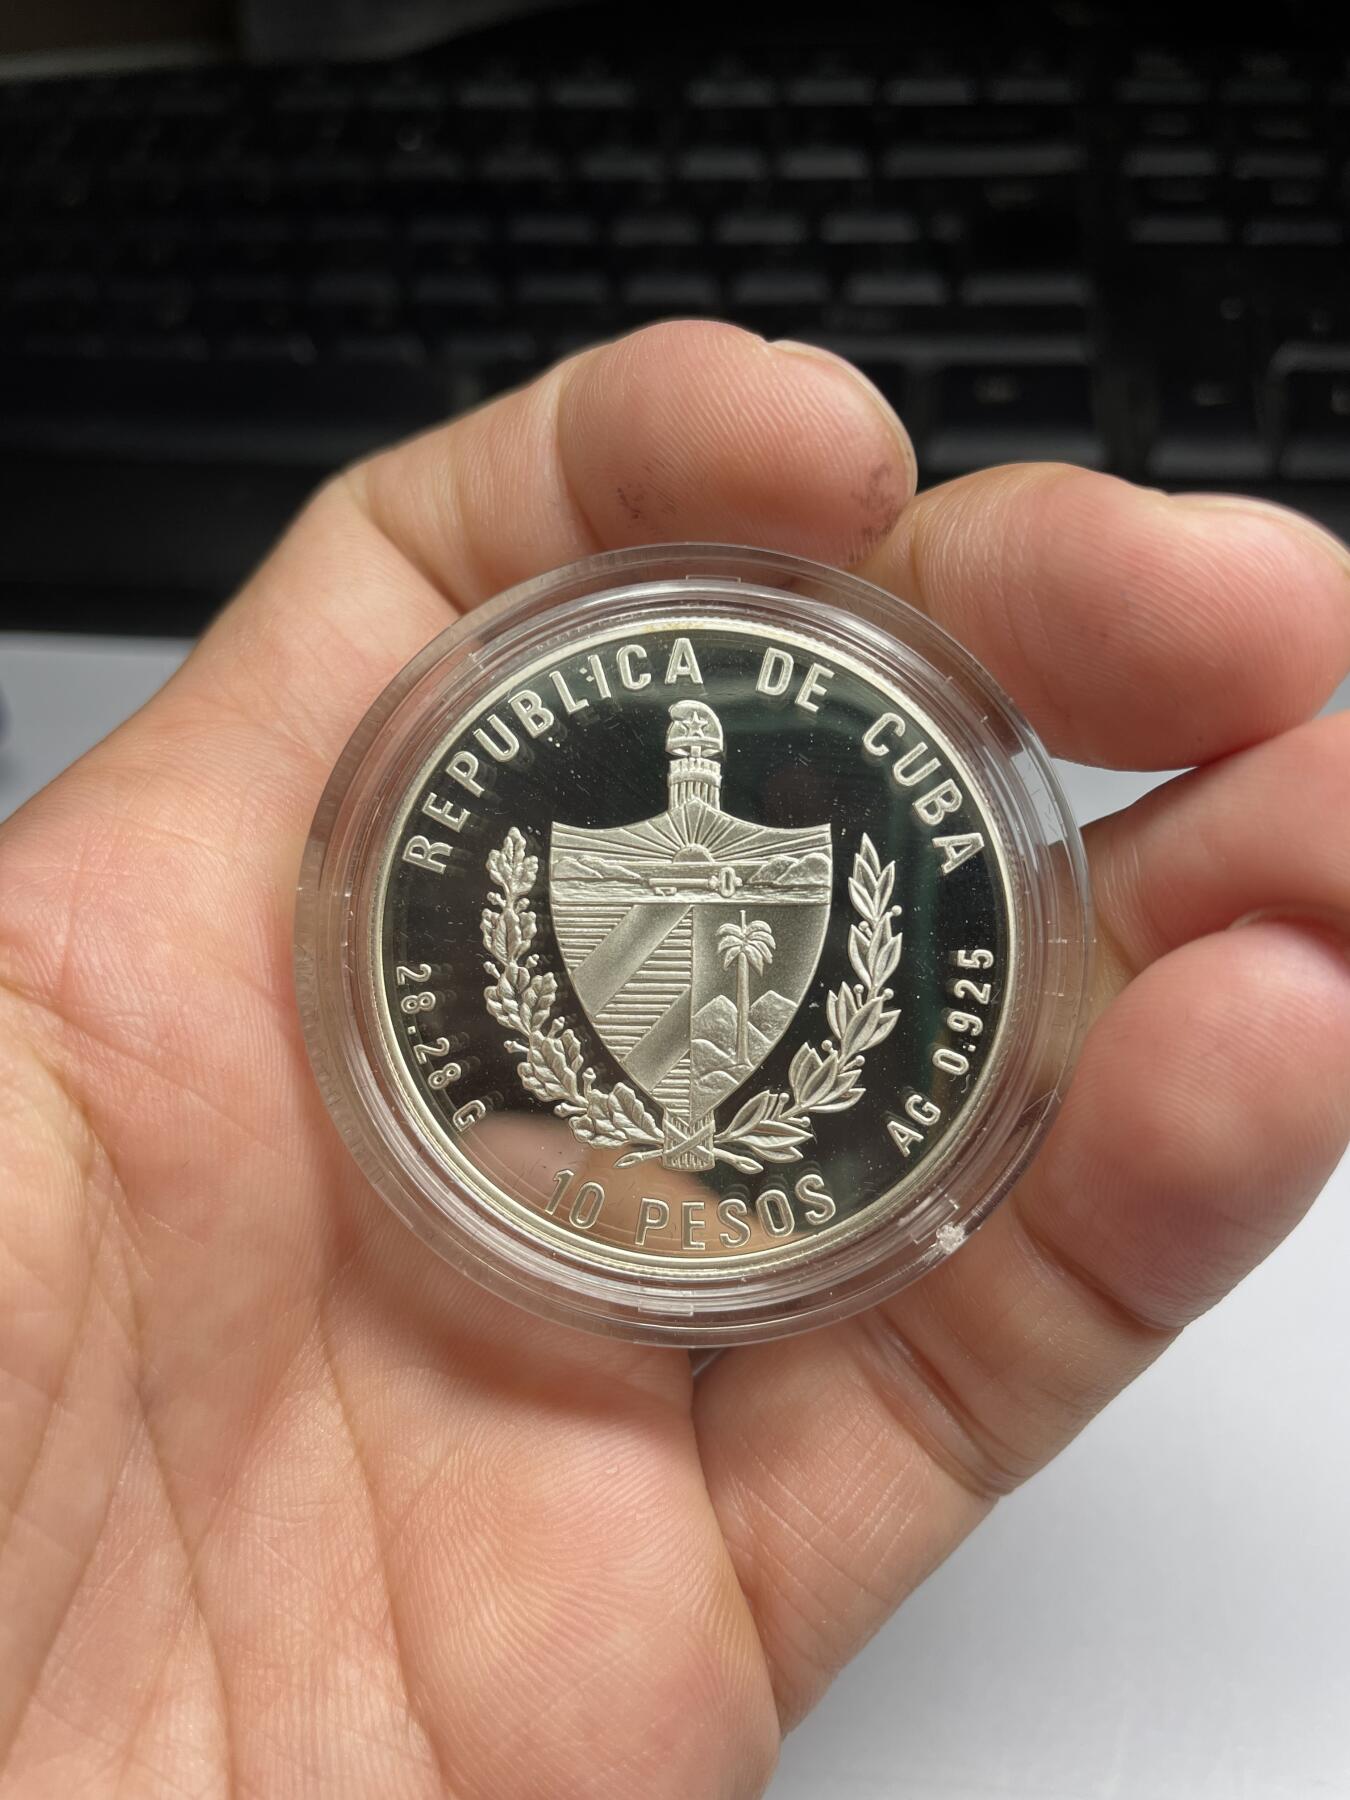 REPUBLICA DE CUBA
28.28 G
AG 0.925
10 PESOS